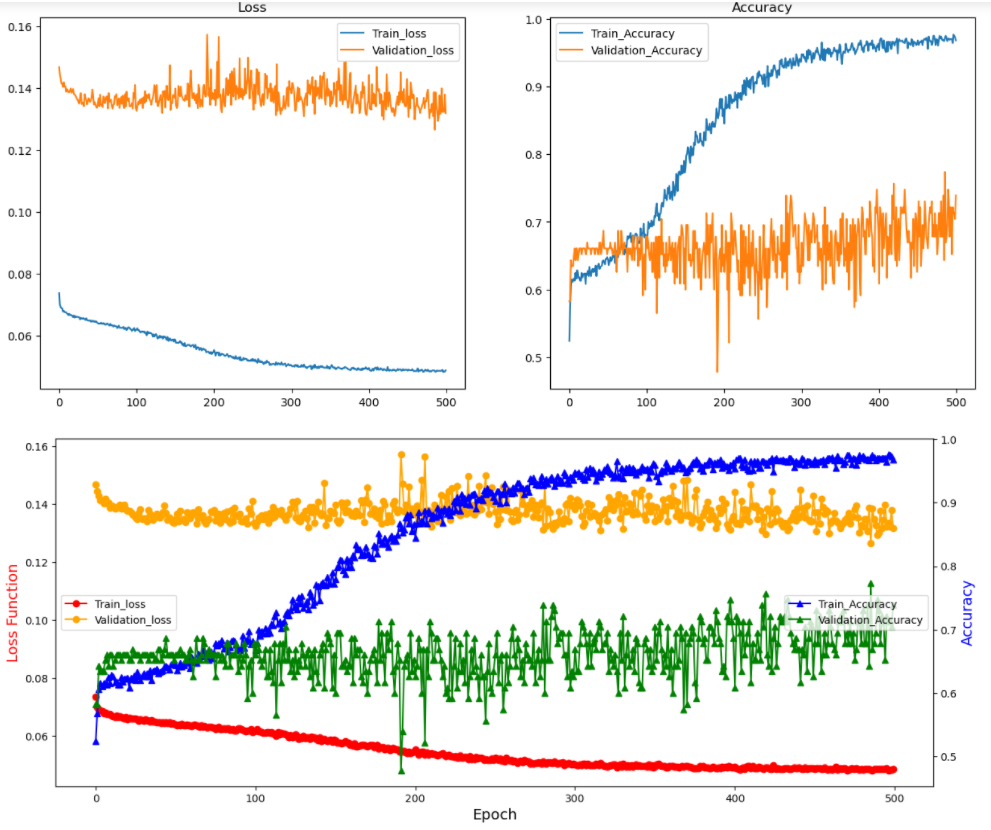 Loss
Accuracy
0.16
0.14
0.12
0.10
0.08
0.06
Train_loss
Validation_loss
0 100 200 300 400 500
1.0
0.9
0.8
0.7
0.6
0.5
Train_Accuracy
Validation_Accuracy
0 100 200 300 400 500
Loss Function
0.16
0.14
0.12
0.10
0.08
0.06
Train_loss
Validation_loss
Train_Accuracy
Validation_Accuracy
1.0
0.9
0.8
0.7
0.6
0.5
Accuracy
0 100 200 300 400 500
Epoch